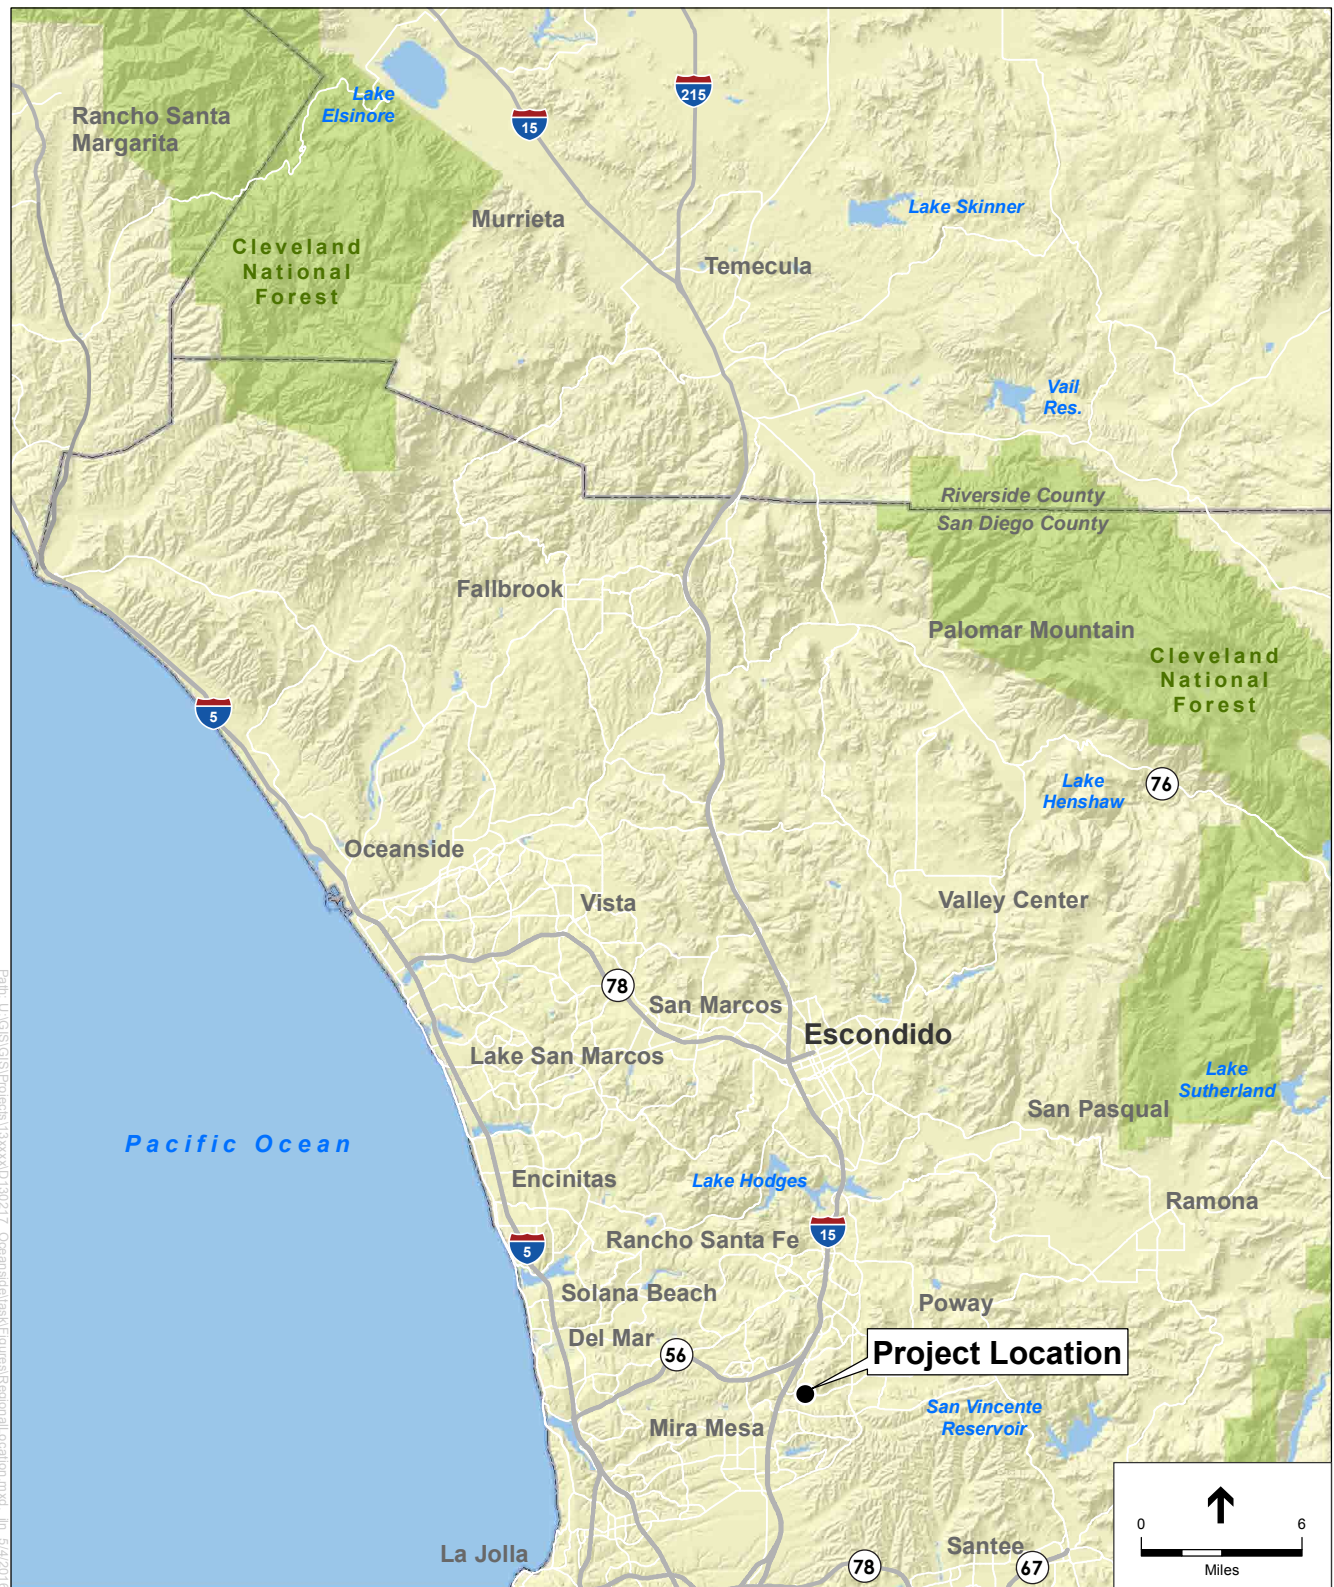 215
Lake
Elsinore
Rancho Santa
Margarita
15
Lake Skinner
Murrieta
Cleveland
National
Forest
Temecula
Vail
Res.
Riverside County
San Diego County
Fallbrook
Palomar Mountain
Cleveland
National
Forest
5
Lake
Henshaw
76
Oceanside
Vista
Valley Center
78
San Marcos
Escondido
Lake San Marcos
Lake
Sutherland
San Pasqual
Pacific Ocean
Encinitas
Lake Hodges
Ramona
Rancho Santa Fe
15
5
Solana Beach
Poway
Del Mar
56
Project Location
San Vincente
Reservoir
Mira Mesa
0 6
Miles
La Jolla
Santee
78
67